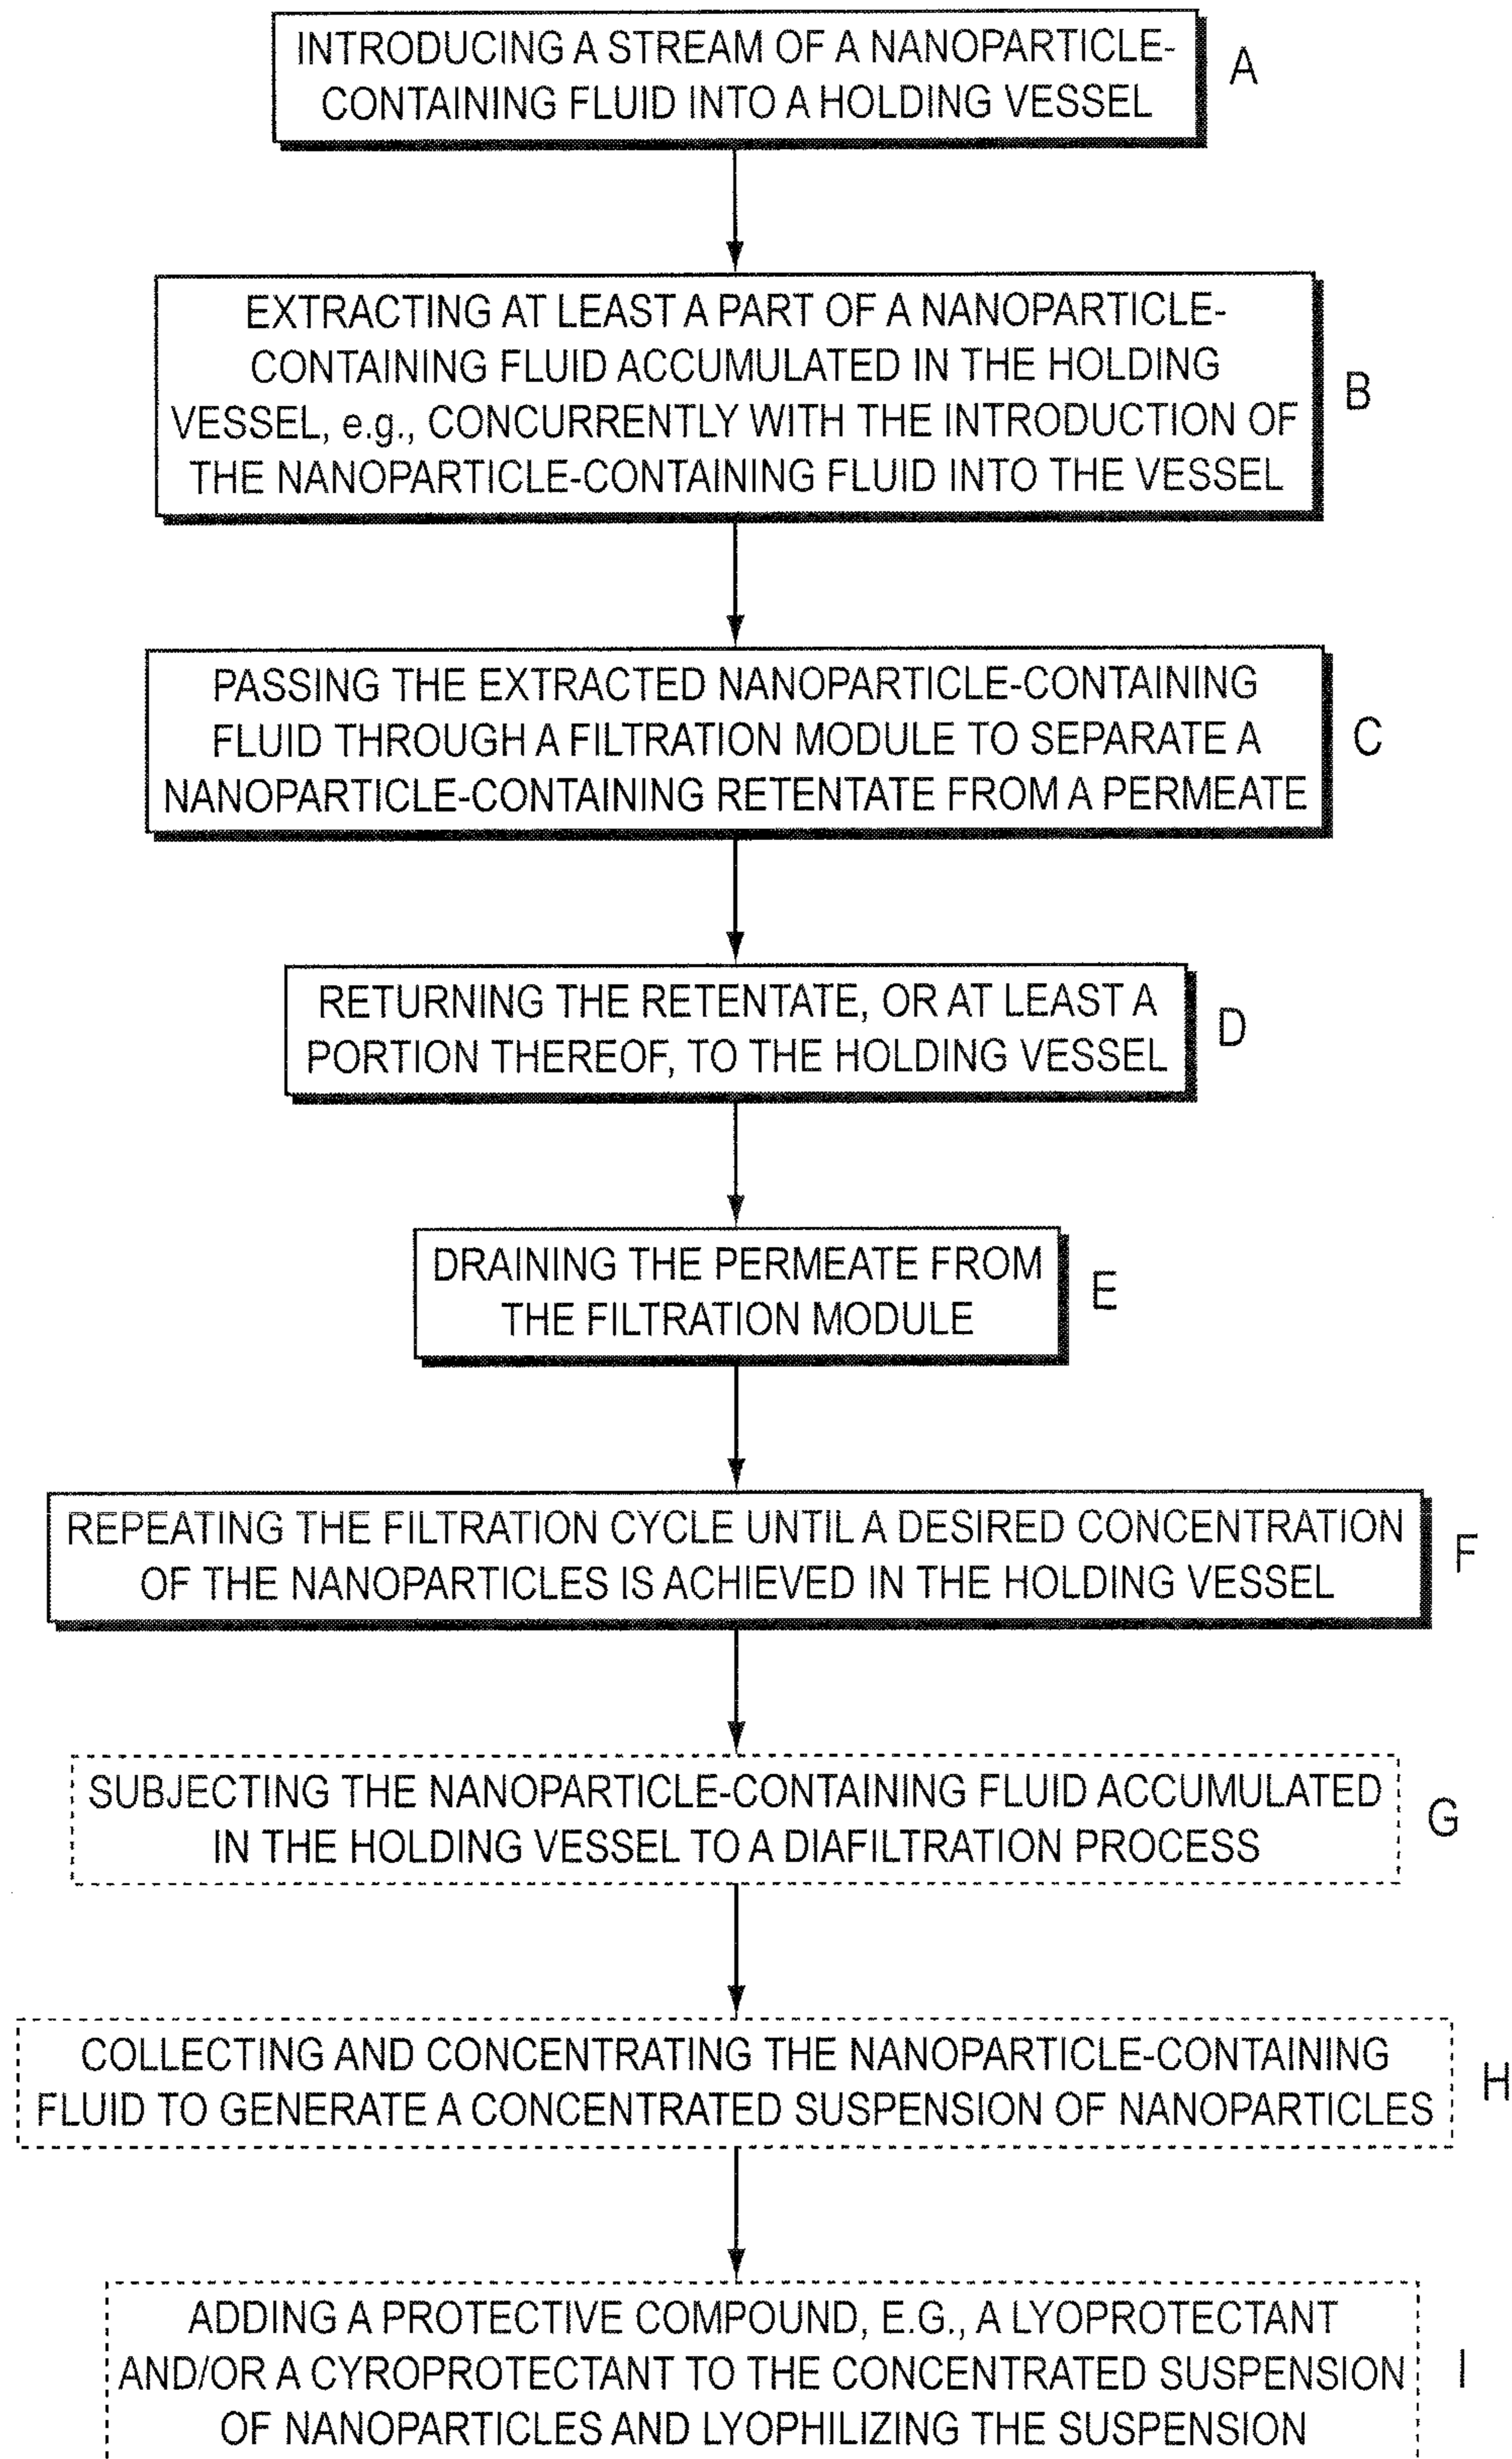 INTRODUCING A STREAM OF A NANOPARTICLE-
CONTAINING FLUID INTO A HOLDING VESSEL
A
EXTRACTING AT LEAST A PART OF A NANOPARTICLE-
CONTAINING FLUID ACCUMULATED IN THE HOLDING
VESSEL, e.g., CONCURRENTLY WITH THE INTRODUCTION OF
THE NANOPARTICLE-CONTAINING FLUID INTO THE VESSEL
B
PASSING THE EXTRACTED NANOPARTICLE-CONTAINING
FLUID THROUGH A FILTRATION MODULE TO SEPARATE A
NANOPARTICLE-CONTAINING RETENTATE FROM A PERMEATE
C
RETURNING THE RETENTATE, OR AT LEAST A
PORTION THEREOF, TO THE HOLDING VESSEL
D
DRAINING THE PERMEATE FROM
THE FILTRATION MODULE
E
REPEATING THE FILTRATION CYCLE UNTIL A DESIRED CONCENTRATION
OF THE NANOPARTICLES IS ACHIEVED IN THE HOLDING VESSEL
F
SUBJECTING THE NANOPARTICLE-CONTAINING FLUID ACCUMULATED
IN THE HOLDING VESSEL TO A DIAFILTRATION PROCESS
G
COLLECTING AND CONCENTRATING THE NANOPARTICLE-CONTAINING
FLUID TO GENERATE A CONCENTRATED SUSPENSION OF NANOPARTICLES
H
ADDING A PROTECTIVE COMPOUND, E.G., A LYOPROTECTANT
AND/OR A CYROPROTECTANT TO THE CONCENTRATED SUSPENSION
OF NANOPARTICLES AND LYOPHILIZING THE SUSPENSION
I